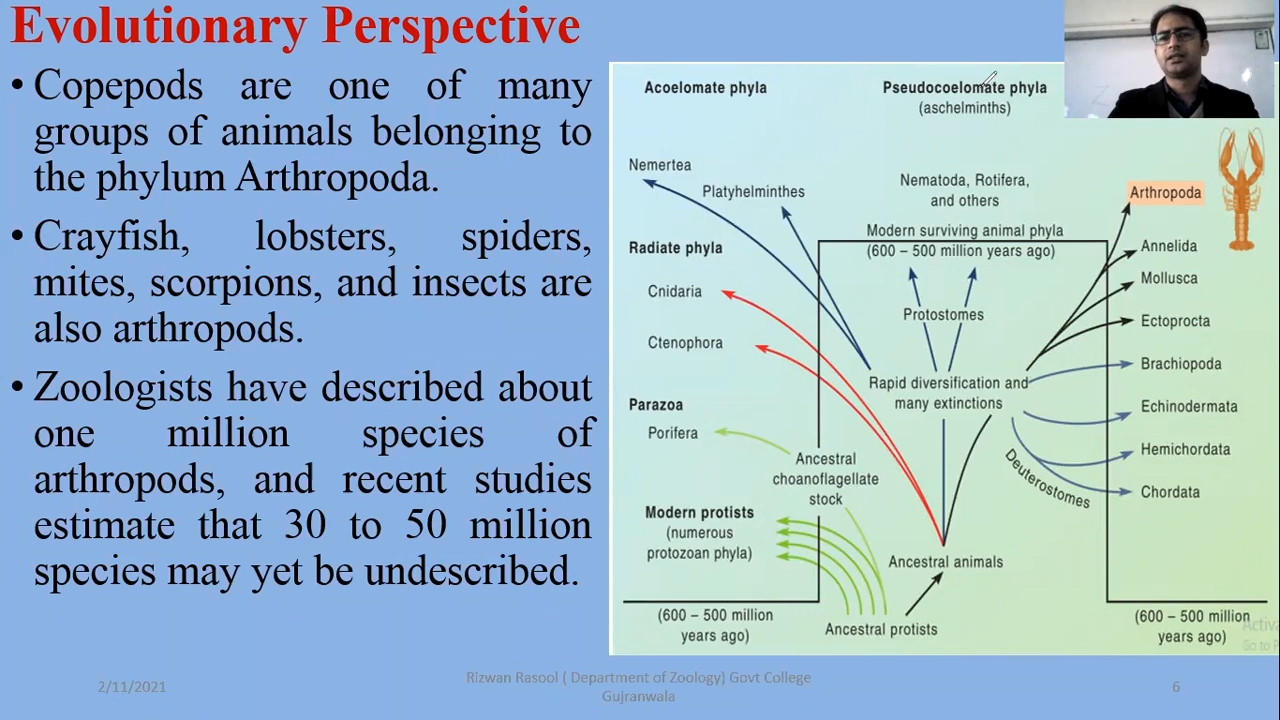 Evolutionary Perspective
• Copepods are one of many
groups of animals belonging to
the phylum Arthropoda.
• Crayfish, lobsters, spiders,
mites, scorpions, and insects are
also arthropods.
• Zoologists have described about
one million species of
arthropods, and recent studies
estimate that 30 to 50 million
species may yet be undescribed.
Acoelomate phyla
Pseudocoelomate phyla
(aschelminths)
Nemertea
Platyhelminthes
Nematoda, Rotifera,
and others
Modern surviving animal phyla
(600 – 500 million years ago)
Arthropoda
Annelida
Mollusca
Ectoprocta
Brachiopoda
Echinodermata
Hemichordata
Chordata
Radiate phyla
Cnidaria
Ctenophora
Protostomes
Rapid diversification and
many extinctions
Deuterostomes
Parazoa
Porifera
Ancestral
choanoflagellate
stock
Modern protists
(numerous
protozoan phyla)
Ancestral animals
Ancestral protists
(600 – 500 million
years ago)
(600 – 500 million
years ago)
2/11/2021
Rizwan Rasool ( Department of Zoology) Govt College
Gujranwala
6